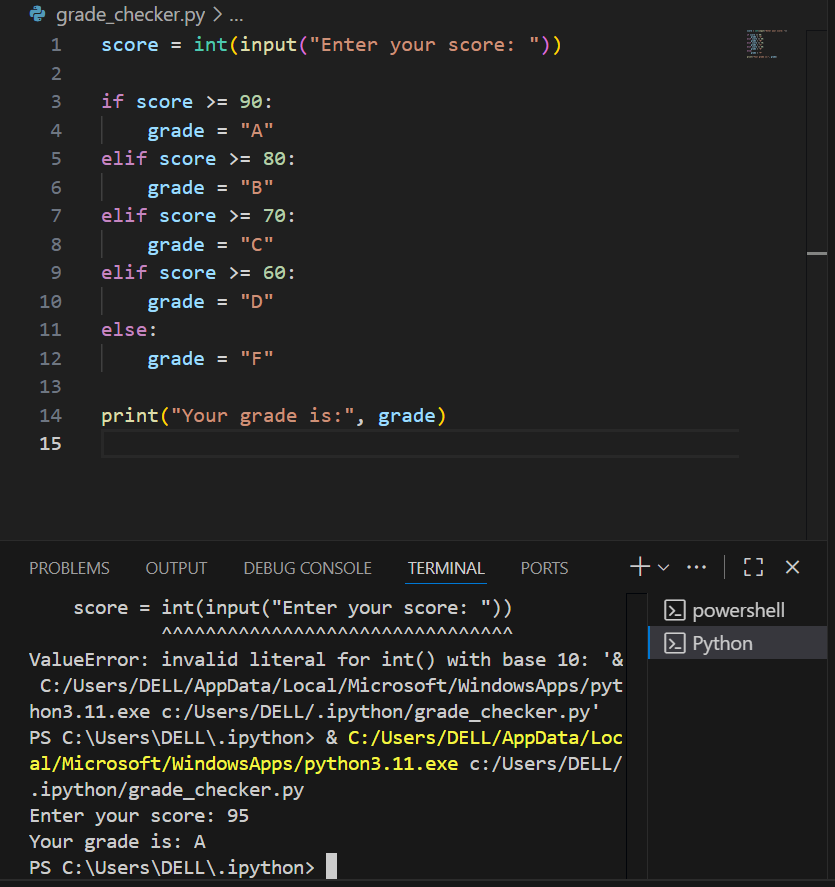 grade_checker.py > ...
1 score = int(input("Enter your score: "))
2
3 if score >= 90:
4     grade = "A"
5 elif score >= 80:
6     grade = "B"
7 elif score >= 70:
8     grade = "C"
9 elif score >= 60:
10     grade = "D"
11 else:
12     grade = "F"
13
14 print("Your grade is:", grade)
15
PROBLEMS OUTPUT DEBUG CONSOLE TERMINAL PORTS
powershell
Python
    score = int(input("Enter your score: "))
            ^^^^^^^^^^^^^^^^^^^^^^^^^^^^^^^^
ValueError: invalid literal for int() with base 10: '&
 C:/Users/DELL/AppData/Local/Microsoft/WindowsApps/pyt
hon3.11.exe c:/Users/DELL/.ipython/grade_checker.py'
PS C:\Users\DELL\.ipython> & C:/Users/DELL/AppData/Loc
al/Microsoft/WindowsApps/python3.11.exe c:/Users/DELL/
.ipython/grade_checker.py
Enter your score: 95
Your grade is: A
PS C:\Users\DELL\.ipython>